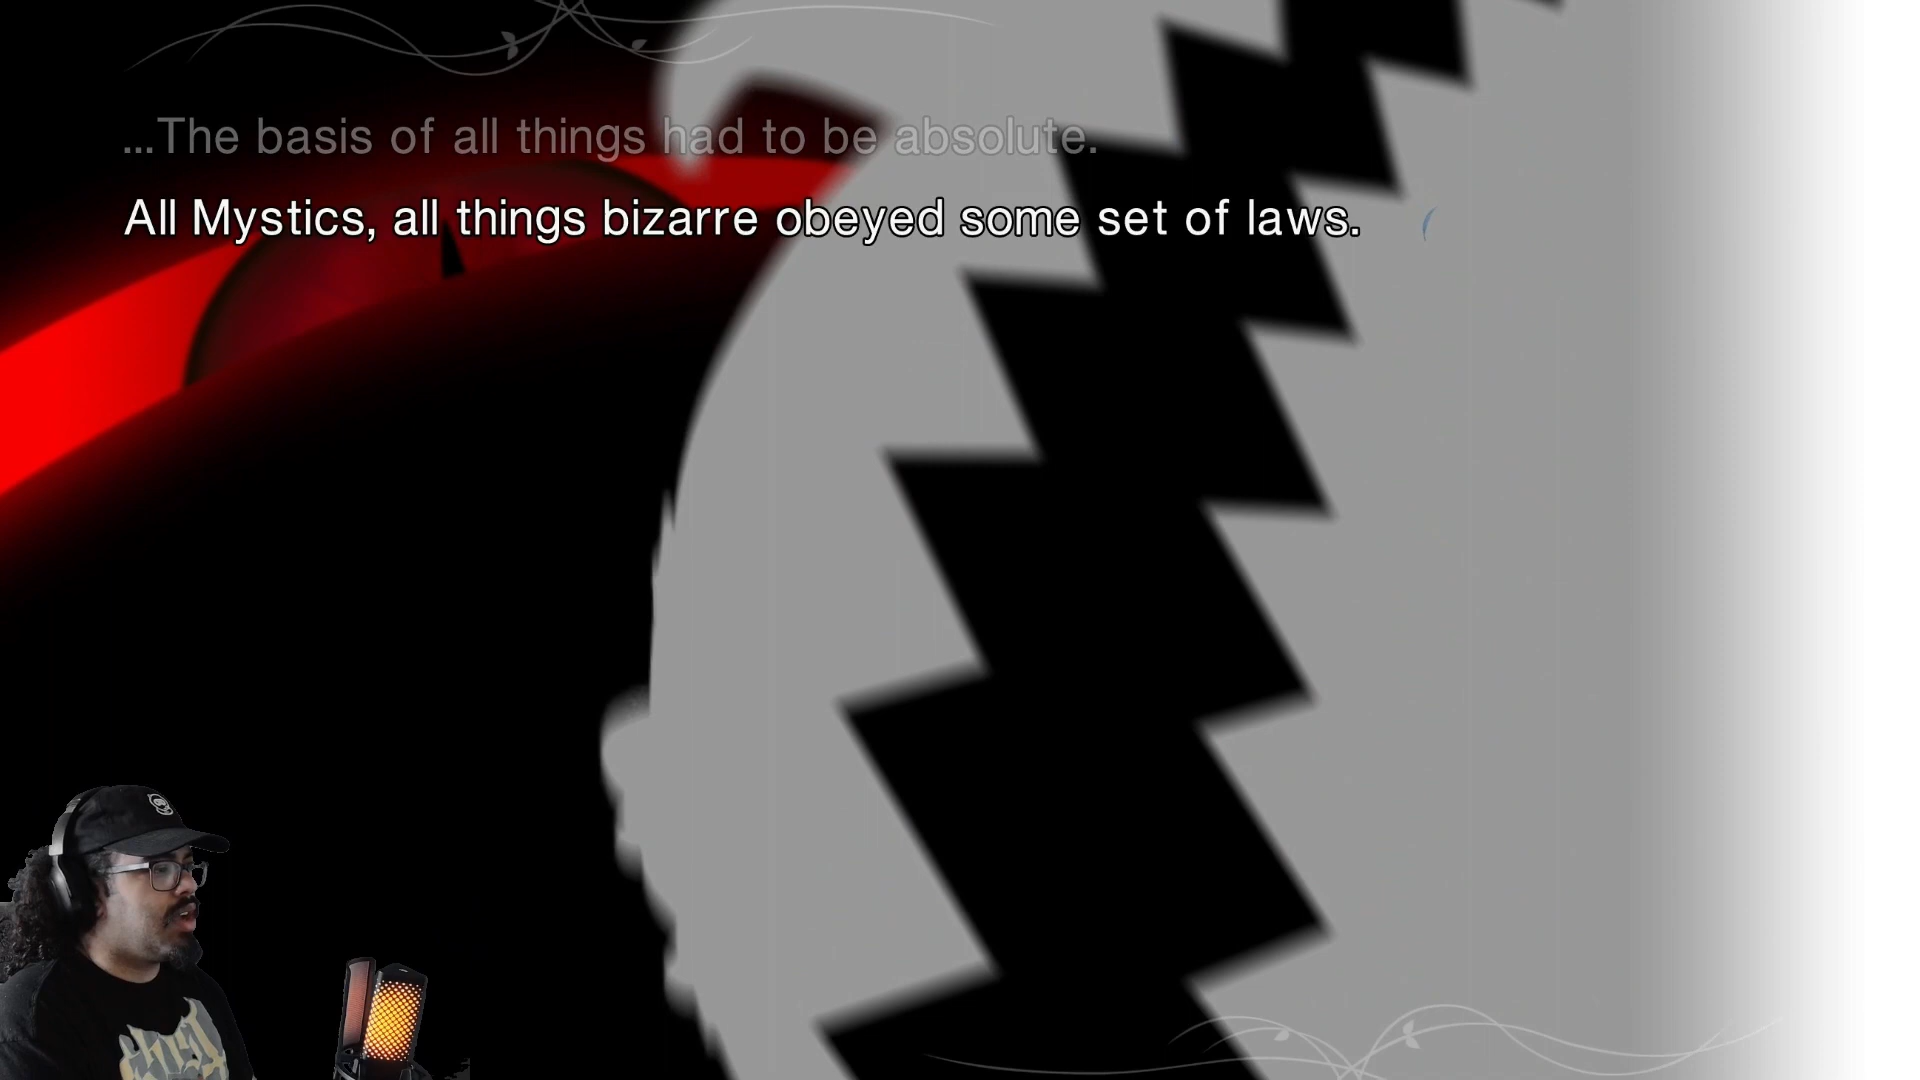 ...The basis of all things had to be absolute.
All Mystics, all things bizarre obeyed some set of laws.